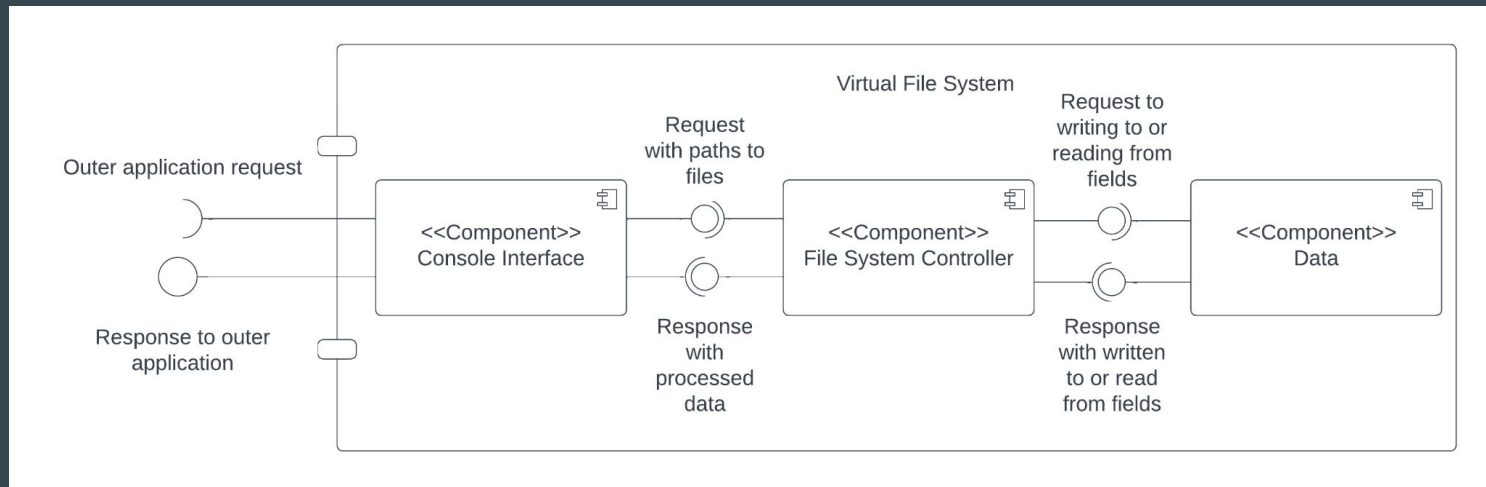 Virtual File System
Outer application request
Response to outer
application
<<Component>>
Console Interface
Request
with paths to
files
Response
with
processed
data
<<Component>>
File System Controller
Request to
writing to or
reading from
fields
Response
with written
to or read
from fields
<<Component>>
Data